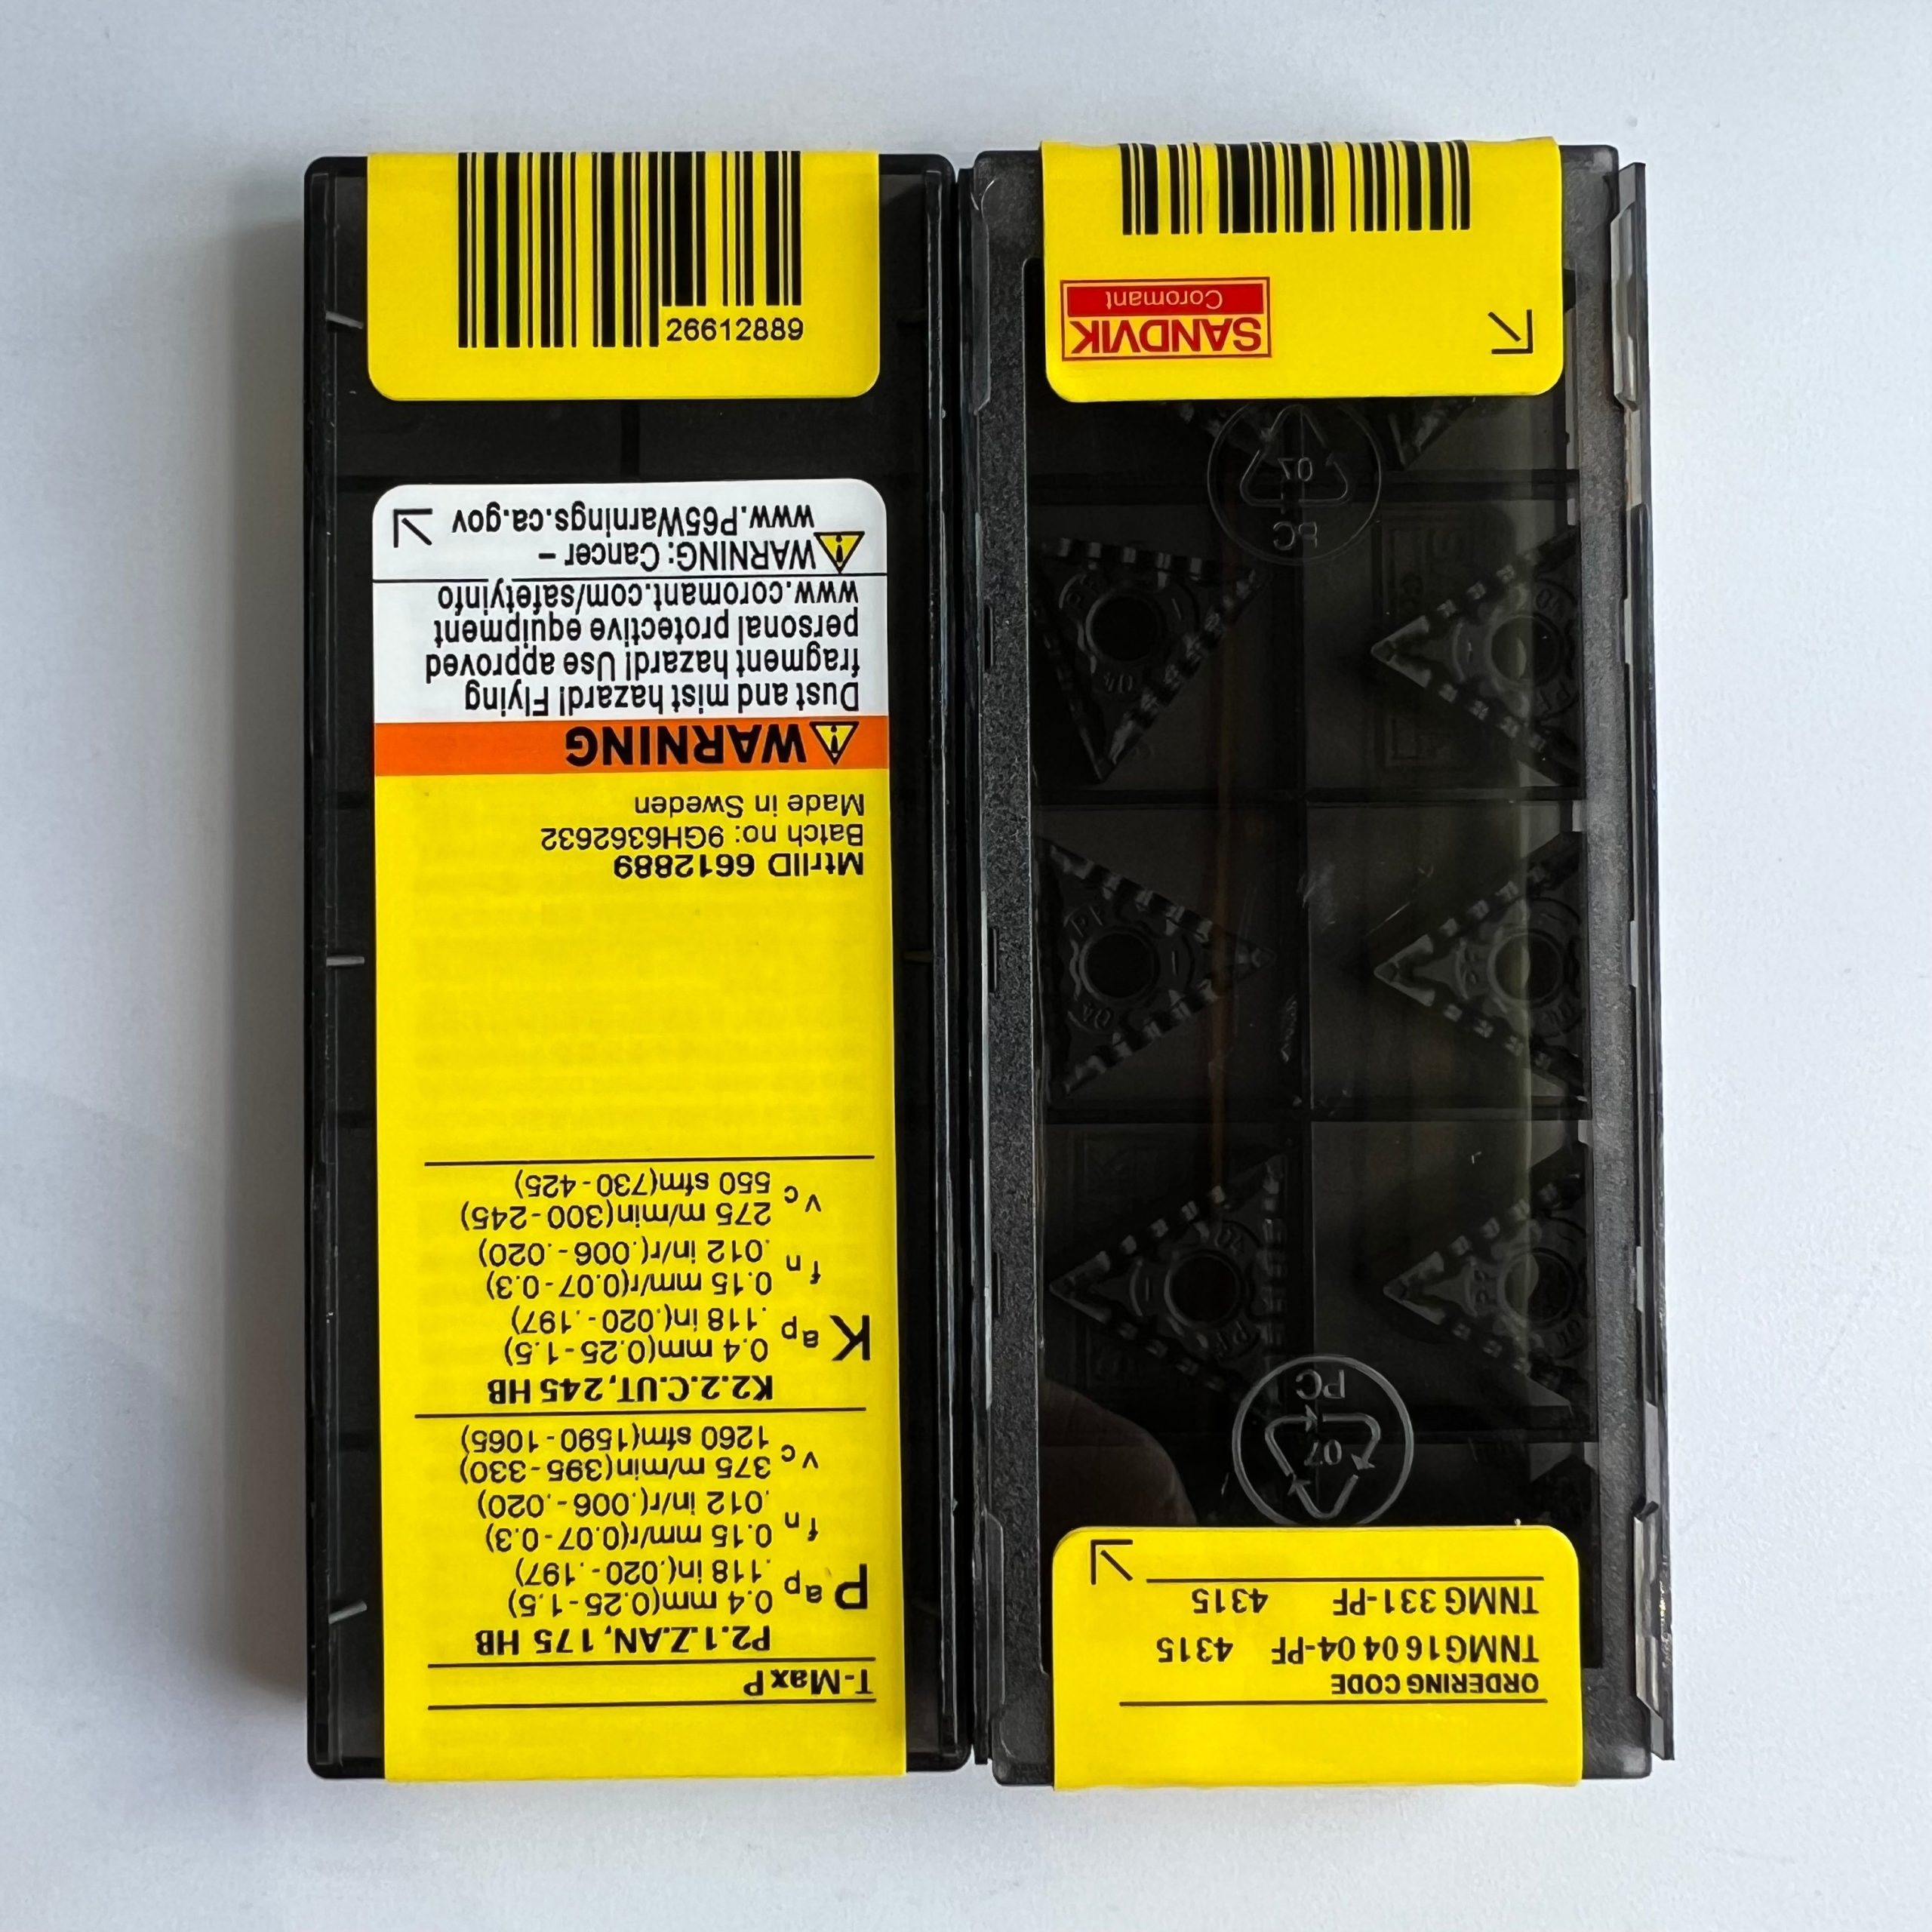 ORDERING CODE
TNMG16 04 04-PF 4315
TNMG 331-PF 4315
PC
07
PC
07
SANDVIK
Coromant
T-Max P
P2.1.Z.AN, 175 HB
P ap 0.4 mm(0.25-1.5)
.118 in(.020-.197)
fn 0.15 mm/r(0.07-0.3)
.012 in/r(.006-.020)
vc 375 m/min(395-330)
1260 sfm(1590-1065)
K2.2.C.UT, 245 HB
K ap 0.4 mm(0.25-1.5)
.118 in(.020-.197)
fn 0.15 mm/r(0.07-0.3)
.012 in/r(.006-.020)
vc 275 m/min(300-245)
550 sfm(730-425)
MtrlID 6612889
Batch no: 9GH6362632
Made in Sweden
WARNING
Dust and mist hazard! Flying
fragment hazard! Use approved
personal protective equipment
www.coromant.com/safetyinfo
WARNING: Cancer –
www.P65Warnings.ca.gov
26612889